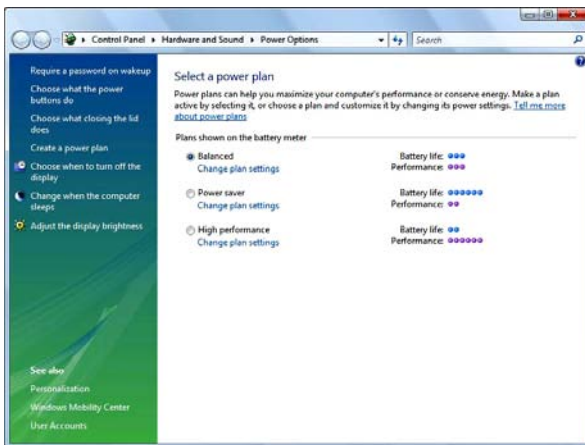 Control Panel ▸ Hardware and Sound ▸ Power Options
Search
Require a password on wakeup
Choose what the power
buttons do
Choose what closing the lid
does
Create a power plan
Choose when to turn off the
display
Change when the computer
sleeps
Adjust the display brightness
See also
Personalization
Windows Mobility Center
User Accounts
Select a power plan
Power plans can help you maximize your computer's performance or conserve energy. Make a plan
active by selecting it, or choose a plan and customize it by changing its power settings. Tell me more
about power plans
Plans shown on the battery meter
Balanced Battery life:
Change plan settings Performance:
Power saver Battery life:
Change plan settings Performance:
High performance Battery life:
Change plan settings Performance: